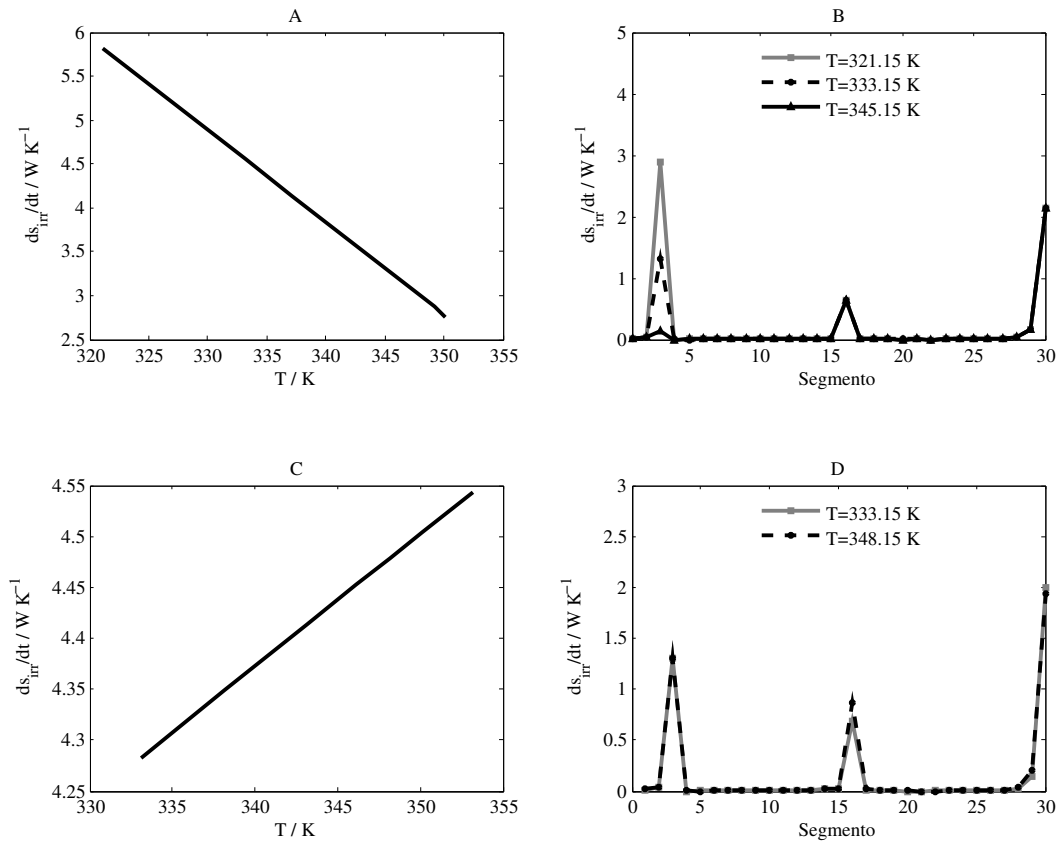 A
6
5.5
5
4.5
4
3.5
3
2.5
320 325 330 335 340 345 350 355
T / K
ds_irr/dt / W K⁻¹
B
5
4
3
2
1
0
0 5 10 15 20 25 30
Segmento
ds_irr/dt / W K⁻¹
T=321.15 K
T=333.15 K
T=345.15 K
C
4.55
4.5
4.45
4.4
4.35
4.3
4.25
330 335 340 345 350 355
T / K
ds_irr/dt / W K⁻¹
D
3
2.5
2
1.5
1
0.5
0
0 5 10 15 20 25 30
Segmento
ds_irr/dt / W K⁻¹
T=333.15 K
T=348.15 K